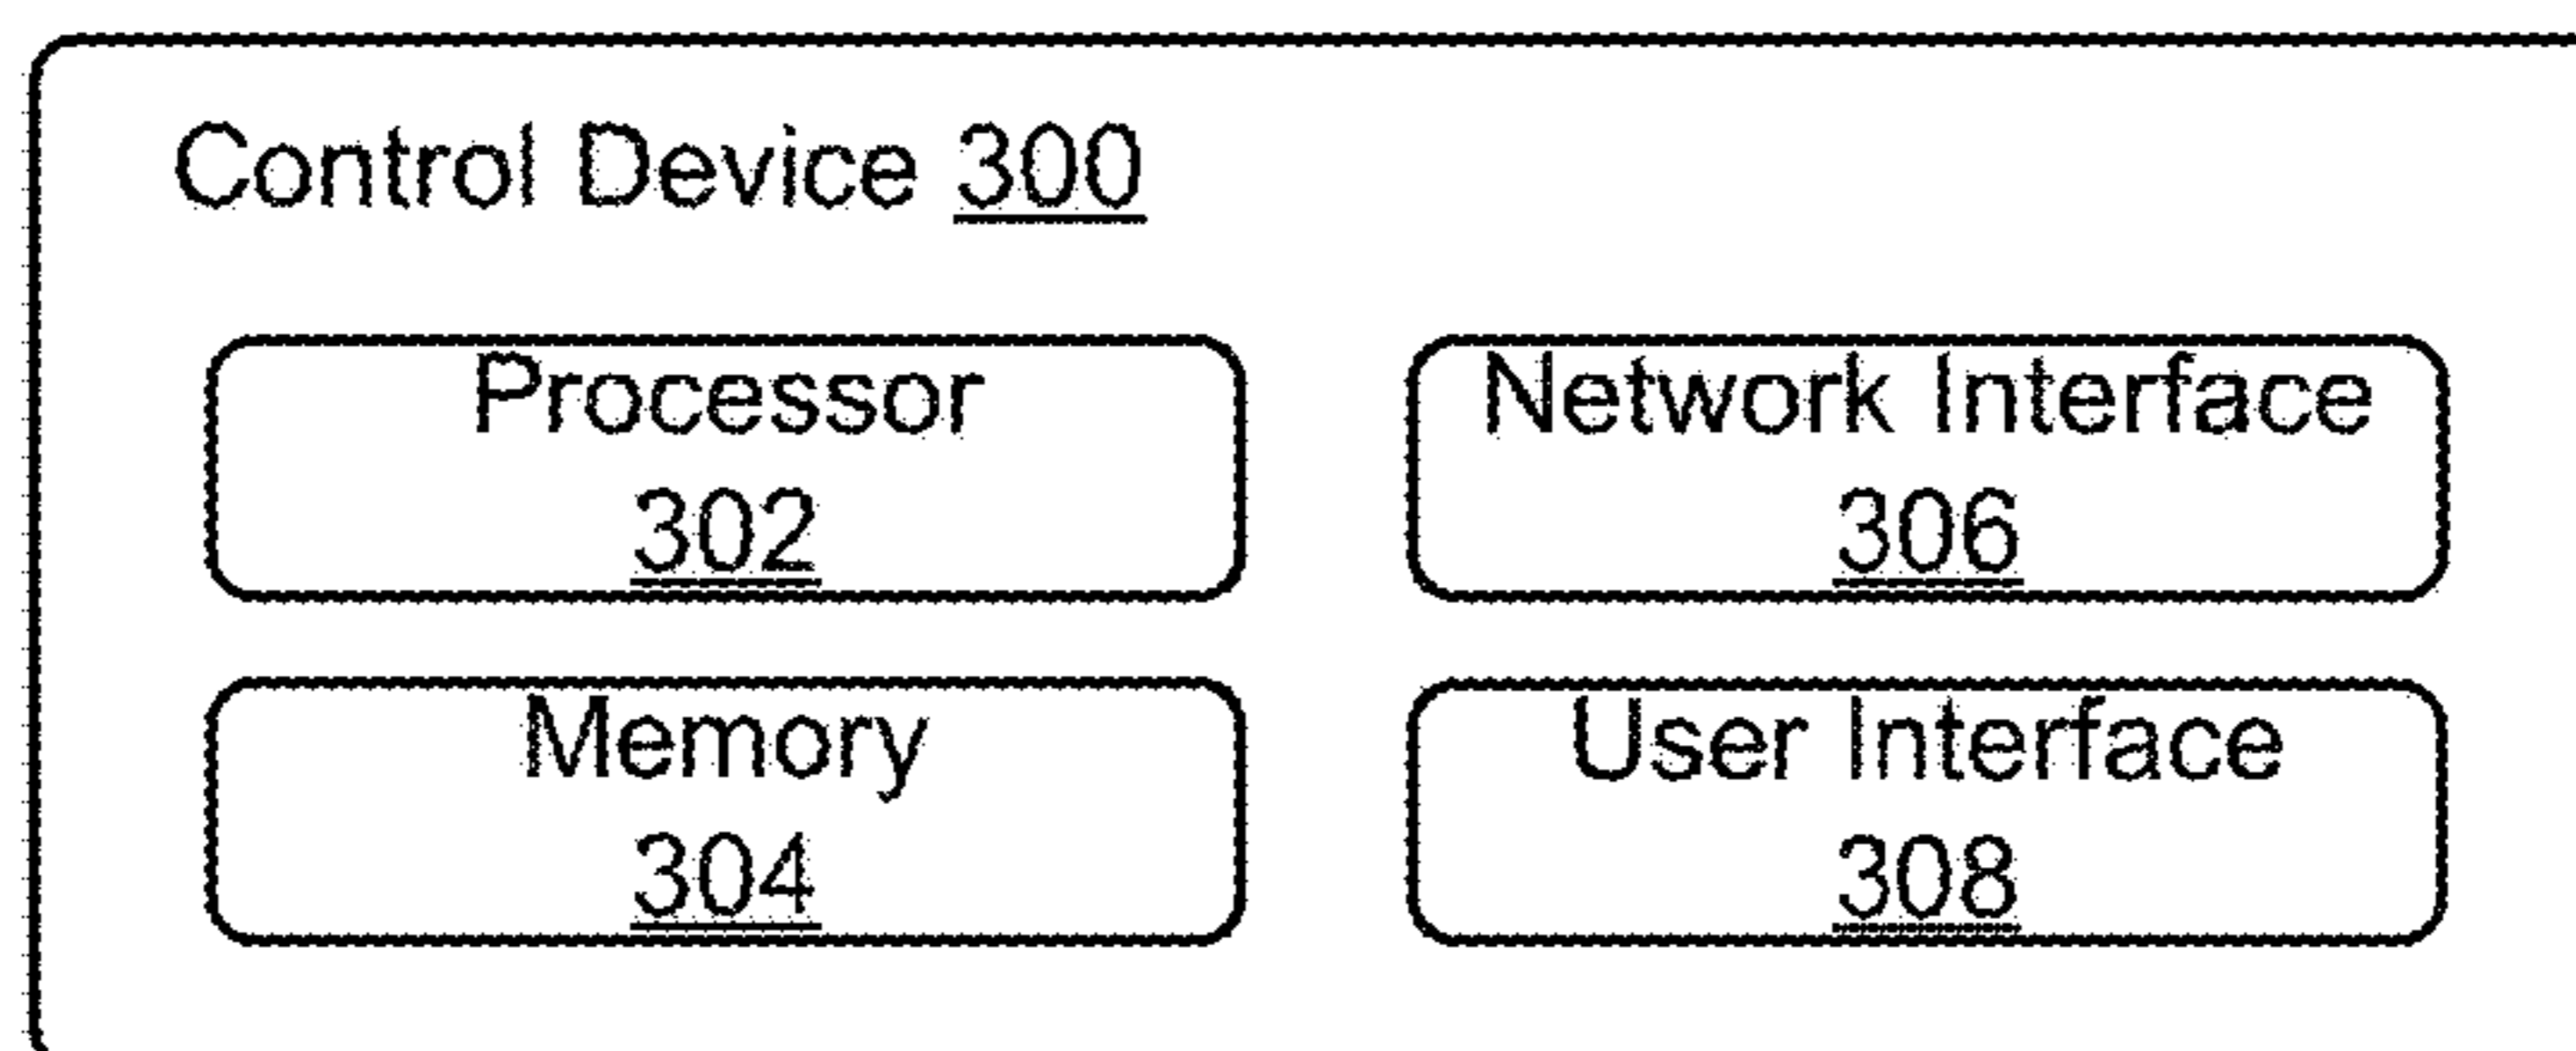 Control Device 300
Processor
302
Network Interface
306
Memory
304
User Interface
308